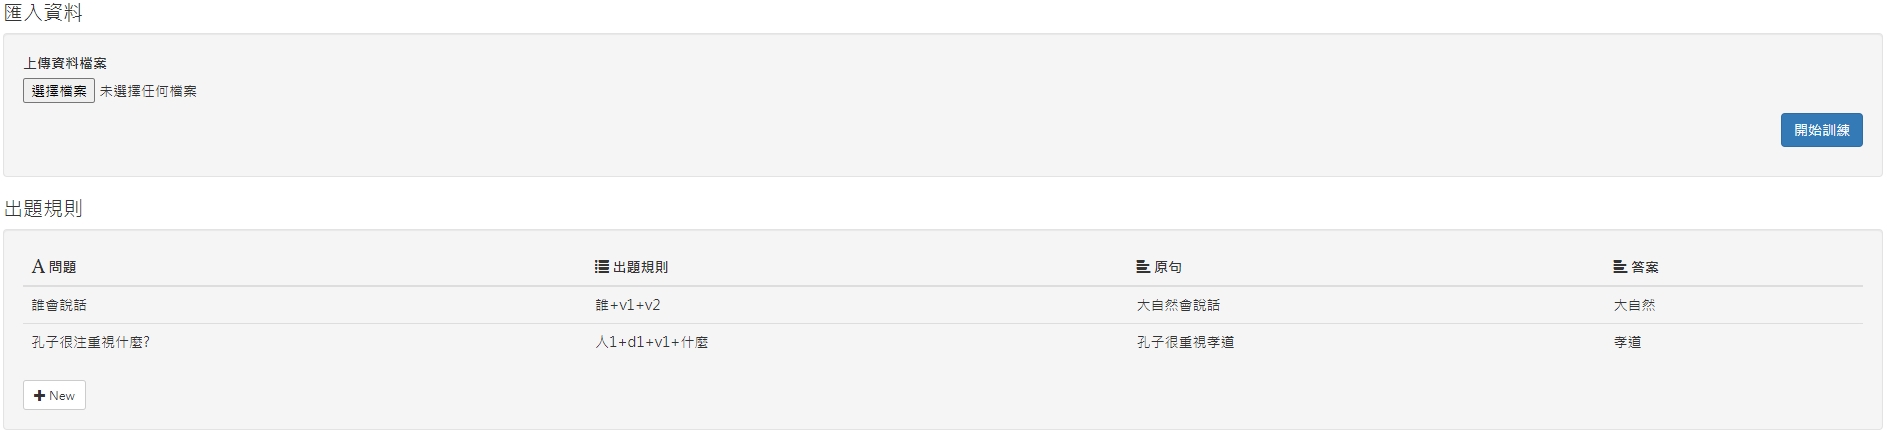 匯入資料
上傳資料檔案
選擇檔案 未選擇任何檔案
開始訓練
出題規則
問題 出題規則 原句 答案
誰會說話 誰+v1+v2 大自然會說話 大自然
孔子很注重視什麼? 人1+d1+v1+什麼 孔子很重視孝道 孝道
New